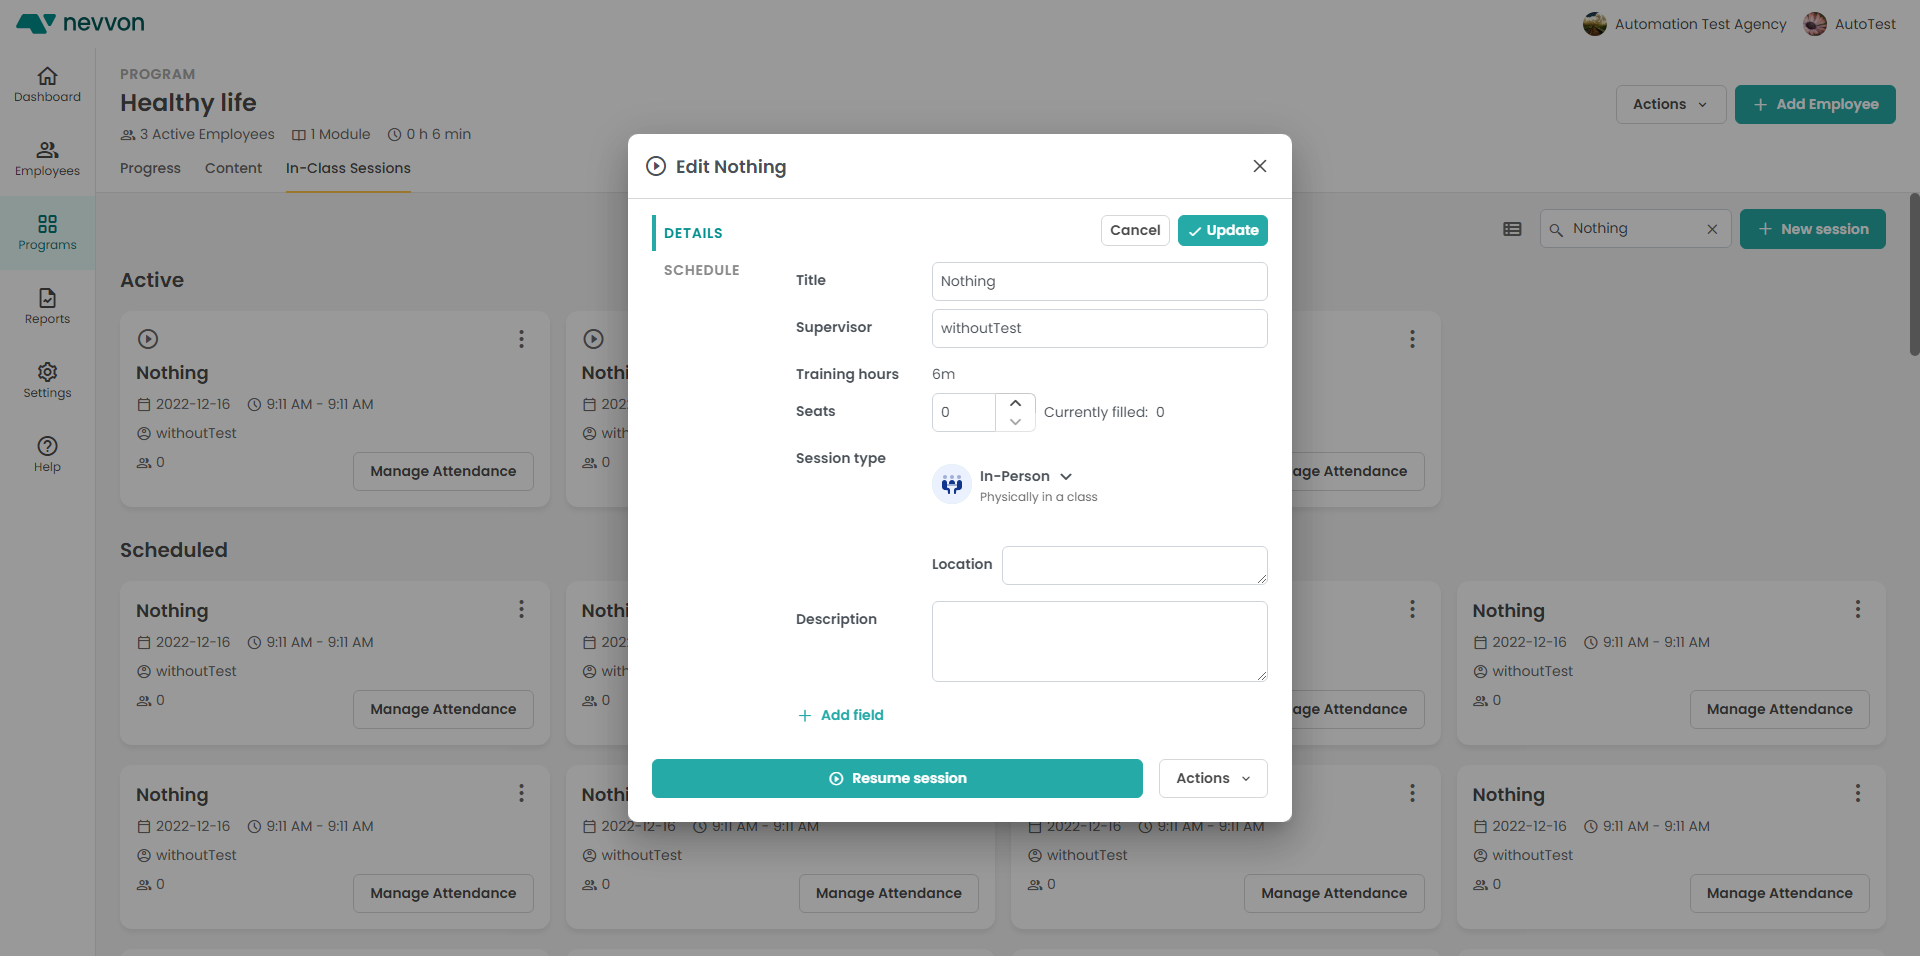 nevvon
Automation Test Agency
AutoTest
Dashboard
Employees
Programs
Reports
Settings
Help
PROGRAM
Healthy life
3 Active Employees 1 Module 0 h 6 min
Actions
Add Employee
Progress Content In-Class Sessions
Nothing
New session
Active
Nothing
2022-12-16 9:11 AM - 9:11 AM
withoutTest
0
Manage Attendance
Nothi
202
with
0
age Attendance
Scheduled
Nothing
2022-12-16 9:11 AM - 9:11 AM
withoutTest
0
Manage Attendance
Nothi
202
with
0
age Attendance
Nothing
2022-12-16 9:11 AM - 9:11 AM
withoutTest
0
Manage Attendance
Nothing
2022-12-16 9:11 AM - 9:11 AM
withoutTest
0
Manage Attendance
Nothi
2022-12-16 9:11 AM - 9:11 AM
withoutTest
0
Manage Attendance
2022-12-16 9:11 AM - 9:11 AM
withoutTest
0
Manage Attendance
Nothing
2022-12-16 9:11 AM - 9:11 AM
withoutTest
0
Manage Attendance
Edit Nothing
DETAILS
SCHEDULE
Cancel
Update
Title
Nothing
Supervisor
withoutTest
Training hours 6m
Seats
0
Currently filled: 0
Session type
In-Person
Physically in a class
Location
Description
Add field
Resume session
Actions